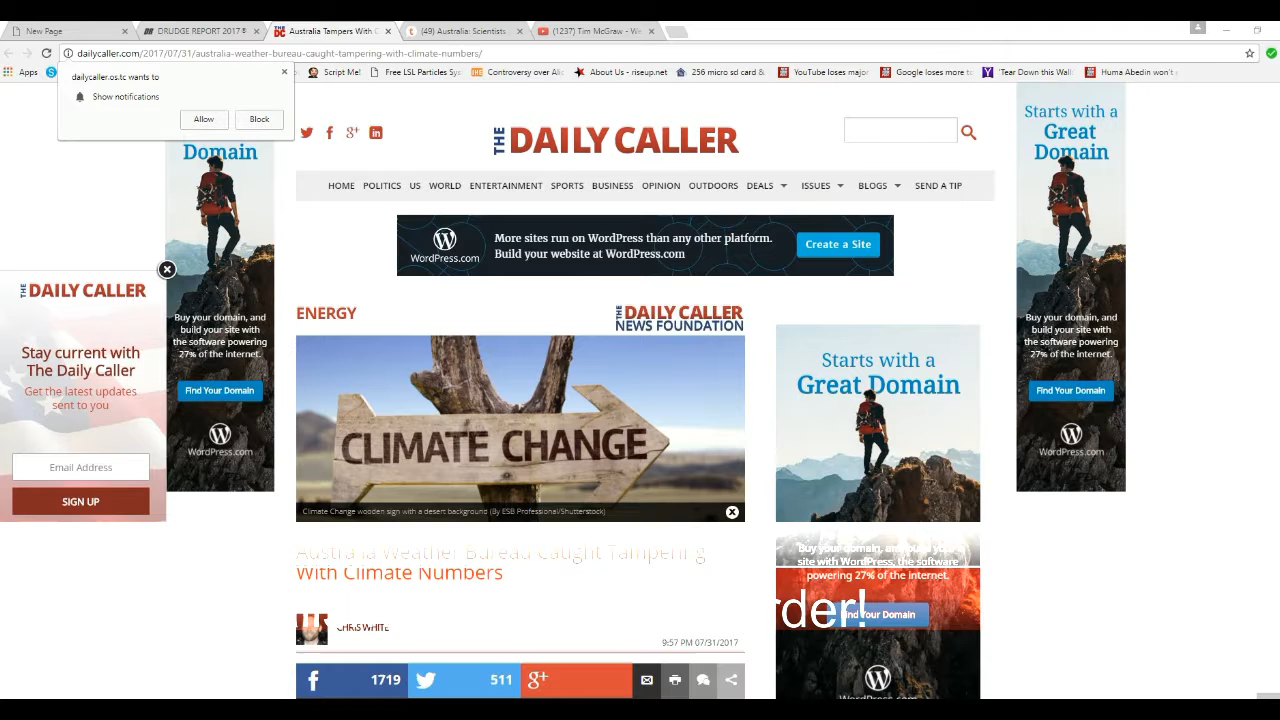 New Page
DRUDGE REPORT 2017®
Australia Tampers With C
(49) Australia: Scientists
(1237) Tim McGraw - We
dailycaller.com/2017/07/31/australia-weather-bureau-caught-tampering-with-climate-numbers/
Apps
Script Mel
Free LSL Particles Sys
Controversy over Alic
About Us - riseup.net
256 micro sd card &
YouTube loses major
Google loses more to
'Tear Down this Wall
Huma Abedin won't
dailycaller.os.tc wants to
Show notifications
Allow
Block
THE DAILY CALLER
HOME POLITICS US WORLD ENTERTAINMENT SPORTS BUSINESS OPINION OUTDOORS DEALS ISSUES BLOGS SEND A TIP
WordPress.com
More sites run on WordPress than any other platform.
Build your website at WordPress.com
Create a Site
THE DAILY CALLER
Stay current with
The Daily Caller
Get the latest updates
sent to you
Email Address
SIGN UP
Domain
Buy your domain, and
build your site with
the software powering
27% of the internet.
Find Your Domain
WordPress.com
ENERGY
THE DAILY CALLER
NEWS FOUNDATION
CLIMATE CHANGE
Climate Change wooden sign with a desert background (By ESB Professional/Shutterstock)
Australia Weather Bureau Caught Tampering
With Climate Numbers
CHRIS WHITE
9:57 PM 07/31/2017
f 1719
511
g+
Starts with a
Great Domain
Buy your domain, and build your
site with WordPress, the software
powering 27% of the internet.
rder!
Find Your Domain
WordPress.com
Starts with a
Great
Domain
Buy your domain, and
build your site with
the software powering
27% of the internet.
Find Your Domain
WordPress.com